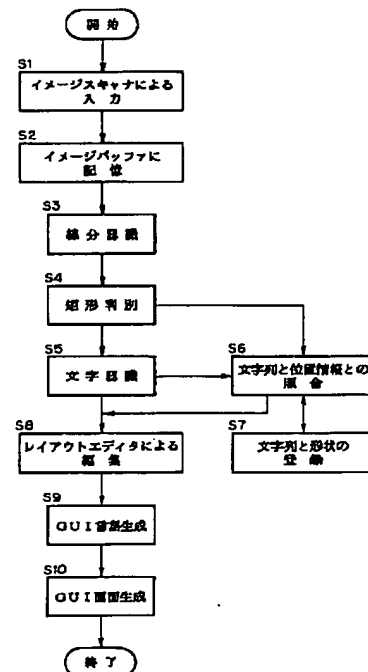 開始
S1
イメージスキャナによる
入力
S2
イメージバッファに
記憶
S3
線分認識
S4
矩形判別
S5
文字認識
S6
文字列と位置情報との
照合
S7
文字列と形状の
登録
S8
レイアウトエディタによる
編集
S9
GUI言語生成
S10
GUI画面生成
終了